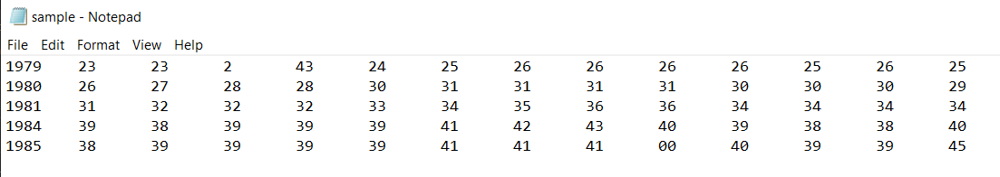 sample - Notepad
File Edit Format View Help
1979 23 23 2 43 24 25 26 26 26 26 25 26 25
1980 26 27 28 28 30 31 31 31 31 30 30 30 29
1981 31 32 32 32 33 34 35 36 36 34 34 34 34
1984 39 38 39 39 39 41 42 43 40 39 38 38 40
1985 38 39 39 39 39 41 41 41 00 40 39 39 45